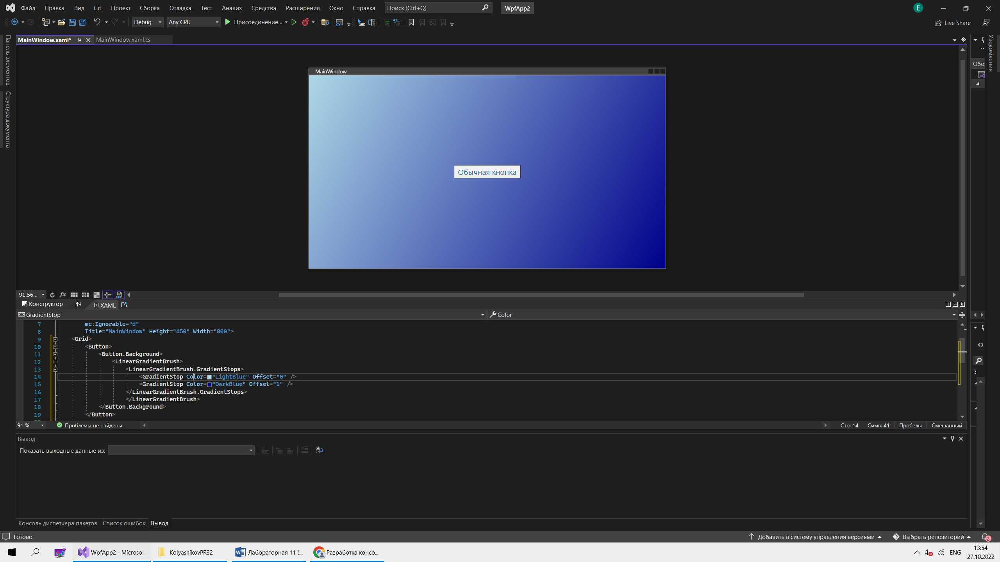 Файл Правка Вид Git Проект Сборка Отладка Тест Анализ Средства Расширения Окно Справка Поиск (Ctrl+Q) WpfApp2 E
Debug Any CPU Присоединение... Live Share
Панель элементов
Структура документа
MainWindow.xaml* MainWindow.xaml.cs
Уведомления
Обо
MainWindow
Обычная кнопка
91,56...
Конструктор XAML
GradientStop Color
7 mc:Ignorable="d"
8 Title="MainWindow" Height="450" Width="800">
9 <Grid>
10 <Button>
11 <Button.Background>
12 <LinearGradientBrush>
13 <LinearGradientBrush.GradientStops>
14 <GradientStop Color="LightBlue" Offset="0" />
15 <GradientStop Color="DarkBlue" Offset="1" />
16 </LinearGradientBrush.GradientStops>
17 </LinearGradientBrush>
18 </Button.Background>
19 </Button>
91 % Проблемы не найдены. Стр: 14 Симв: 41 Пробелы Смешанный
Вывод
Показать выходные данные из:
Консоль диспетчера пакетов Список ошибок Вывод
Готово Добавить в систему управления версиями Выбрать репозиторий 2
WpfApp2 - Microso... KolyasnikovPR32 Лабораторная 11 (... Разработка консо... ENG 13:54
27.10.2022